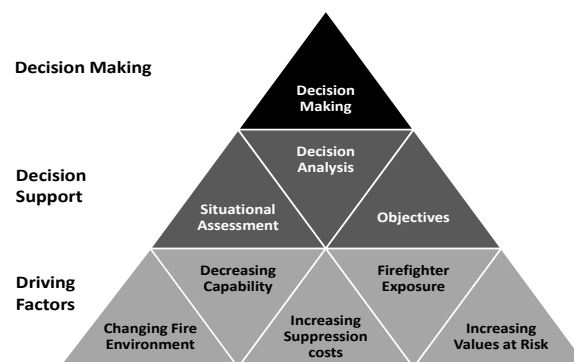 Decision Making
Decision
Making
Decision
Support
Decision
Analysis
Situational
Assessment
Objectives
Driving
Factors
Decreasing
Capability
Firefighter
Exposure
Changing Fire
Environment
Increasing
Suppression
costs
Increasing
Values at Risk